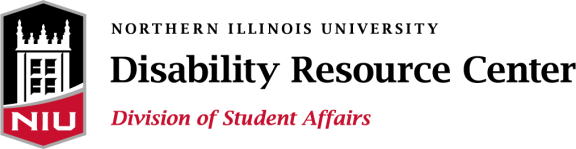 NORTHERN ILLINOIS UNIVERSITY
Disability Resource Center
Division of Student Affairs
NIU